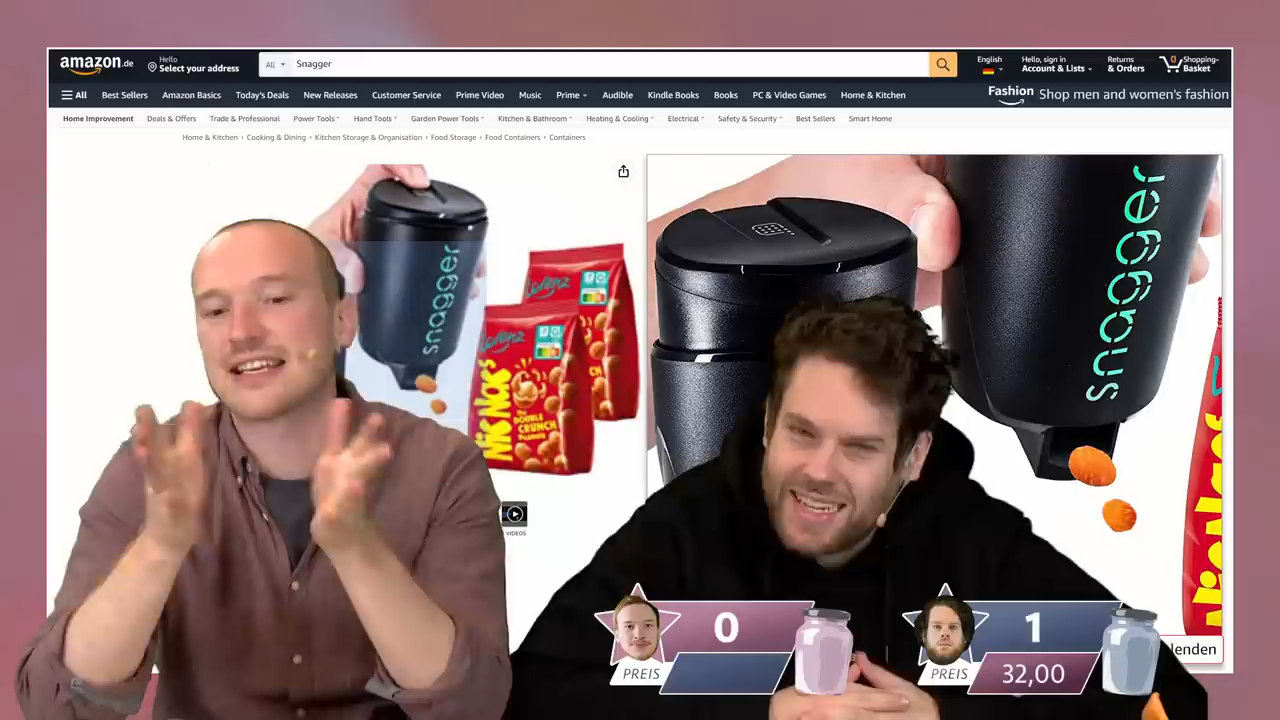 amazon.de
Hello
Select your address
All
Snagger
English
Hello, sign in
Account & Lists
Returns
& Orders
0
Shopping-
Basket
All
Best Sellers
Amazon Basics
Today's Deals
New Releases
Customer Service
Prime Video
Music
Prime
Audible
Kindle Books
Books
PC & Video Games
Home & Kitchen
Fashion
Shop men and women's fashion
Home Improvement
Deals & Offers
Trade & Professional
Power Tools
Hand Tools
Garden Power Tools
Kitchen & Bathroom
Heating & Cooling
Electrical
Safety & Security
Best Sellers
Smart Home
Home & Kitchen › Cooking & Dining › Kitchen Storage & Organisation › Food Storage › Food Containers › Containers
snagger
snagger
Lorenz
Lorenz
NicNac's
DOUBLE
CRUNCH
Peanuts
VIDEOS
0
PREIS
1
PREIS
32,00
lenden